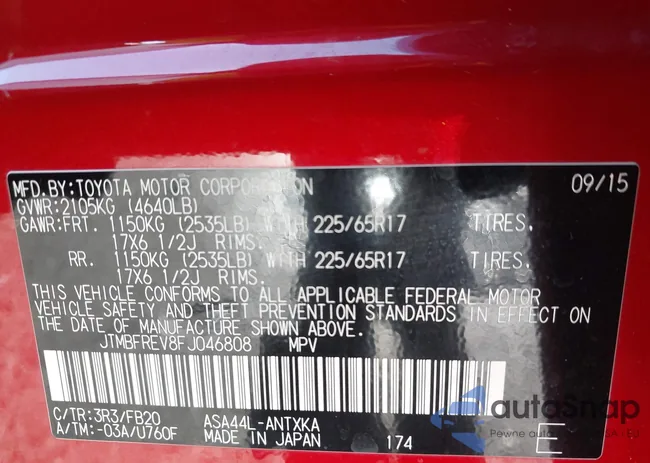 MFD.BY:TOYOTA MOTOR CORPORATION 09/15
GVWR:2105KG (4640LB)
GAWR:FRT. 1150KG (2535LB) WITH 225/65R17 TIRES.
17X6 1/2J RIMS.
RR. 1150KG (2535LB) WITH 225/65R17 TIRES.
17X6 1/2J RIMS.
THIS VEHICLE CONFORMS TO ALL APPLICABLE FEDERAL MOTOR
VEHICLE SAFETY AND THEFT PREVENTION STANDARDS IN EFFECT ON
THE DATE OF MANUFACTURE SHOWN ABOVE.
JTMBFREV8FJ046808 MPV
C/TR:3R3/FB20 ASA44L-ANTXKA
A/TM:-03A/U760F MADE IN JAPAN 174 E
autoSnap